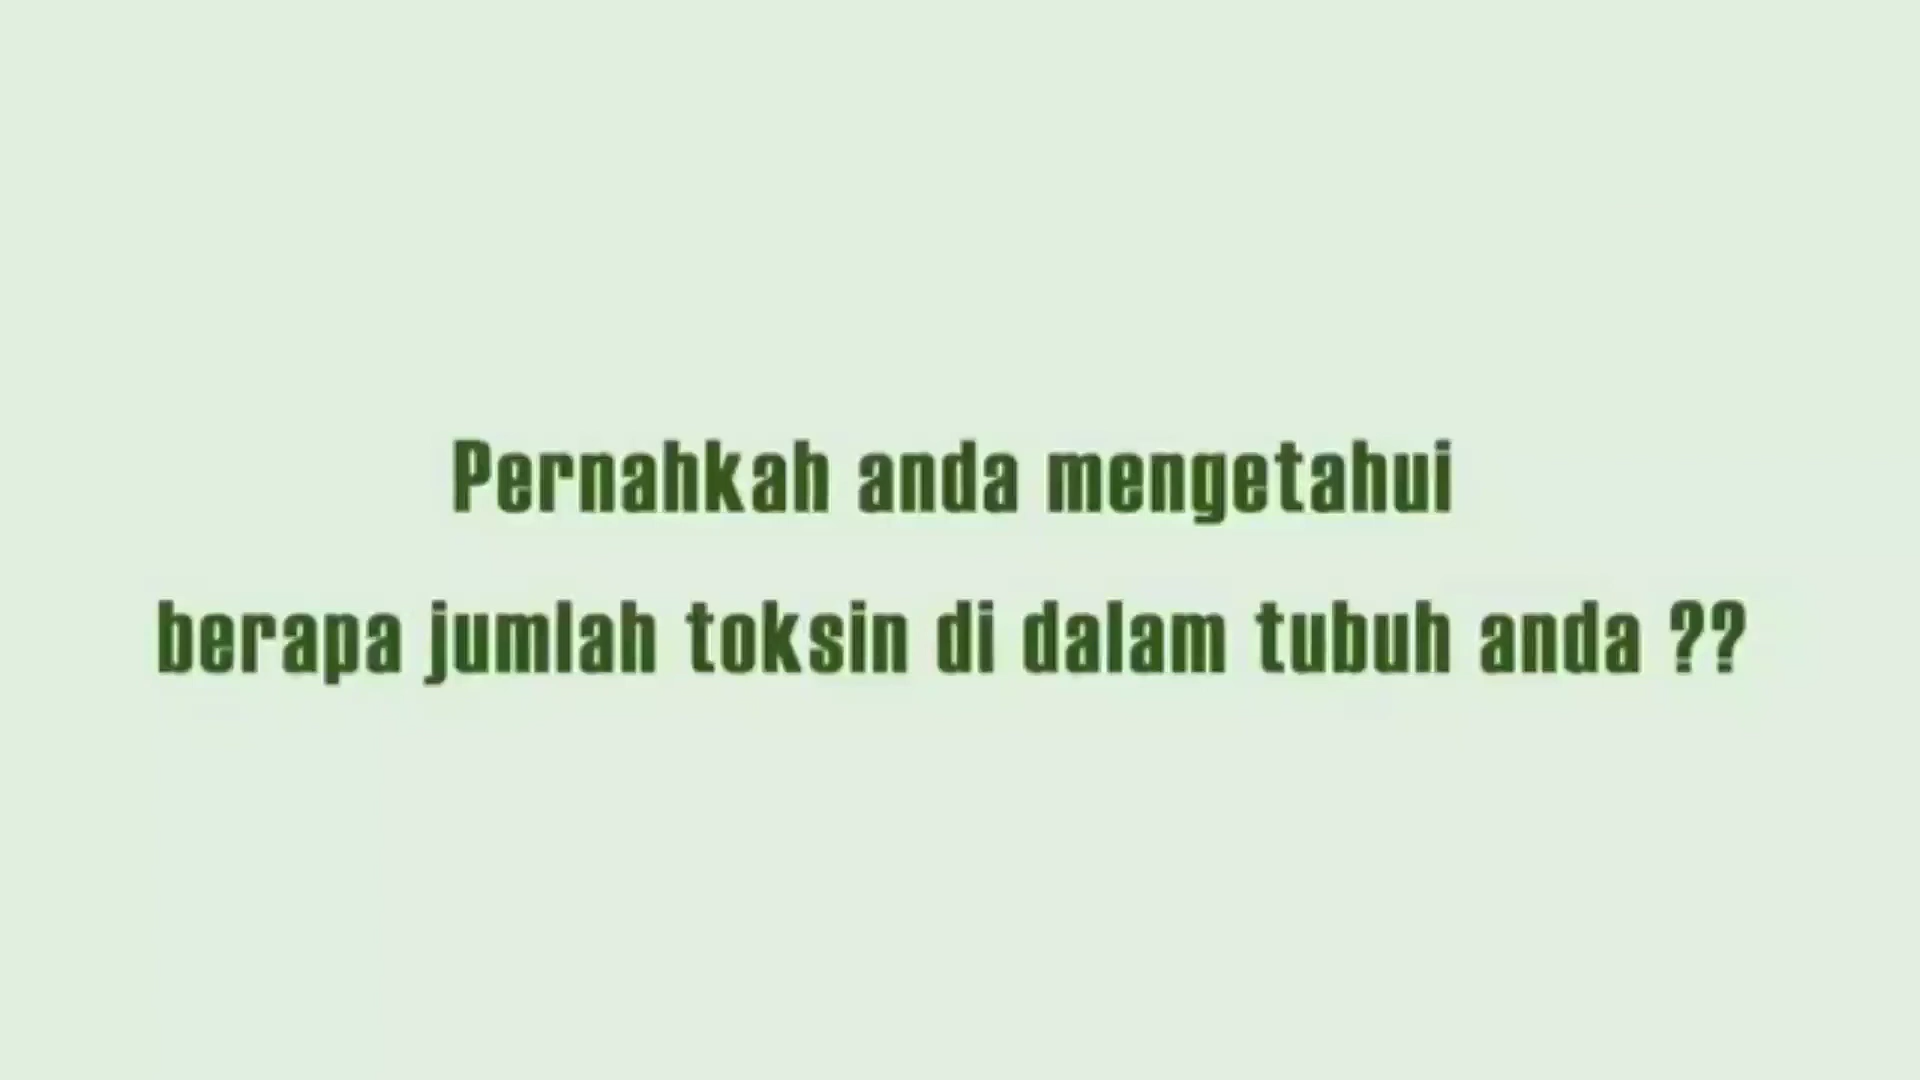 Pernahkah anda mengetahui
berapa jumlah toksin di dalam tubuh anda ??